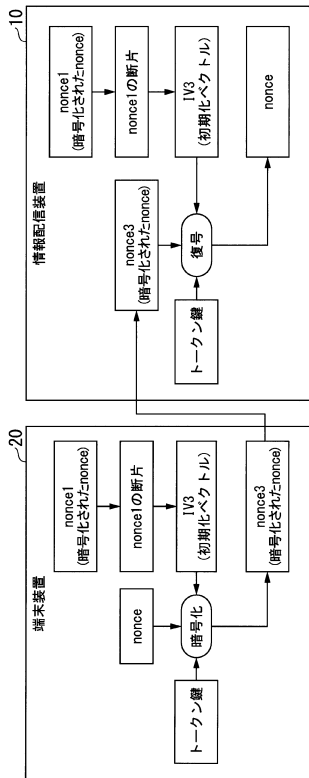 20
端末装置
nonce1
(暗号化されたnonce)
nonce1の断片
IV3
(初期化ベクトル)
nonce
暗号化
トークン鍵
nonce3
(暗号化されたnonce)
10
情報配信装置
nonce1
(暗号化されたnonce)
nonce1の断片
IV3
(初期化ベクトル)
nonce3
(暗号化されたnonce)
復号
トークン鍵
nonce